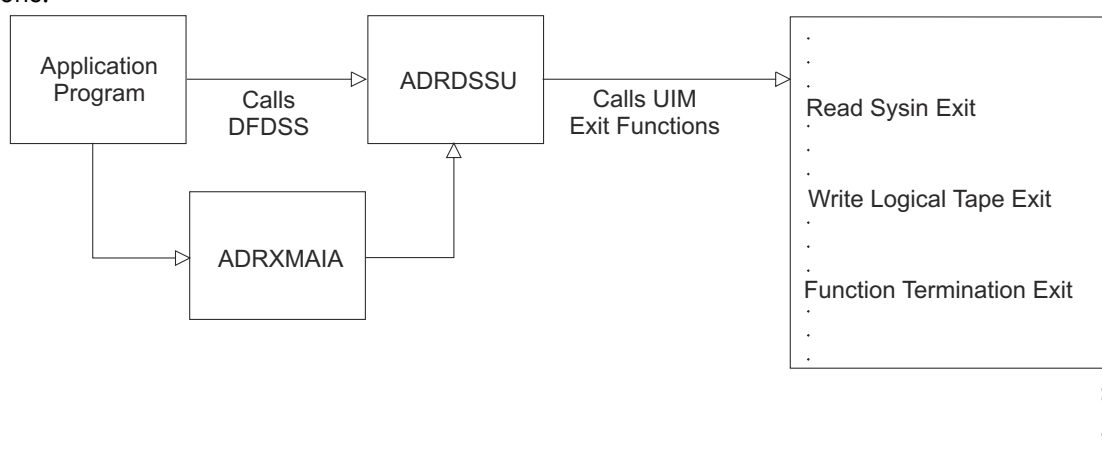 Application
Program
Calls
DFDSS
ADRDSSU
Calls UIM
Exit Functions
ADRXMAIA
.
.
.
Read Sysin Exit
.
.
.
Write Logical Tape Exit
.
.
.
Function Termination Exit
.
.
.